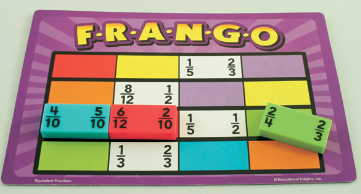 F·R·A·N·G·O
1/5 2/3
8/12 1/2
4/10 5/10 6/12 2/10 1/5 1/2 2/4 2/3
1/3 2/3
Equivalent Fractions ©Educational Insights, Inc.